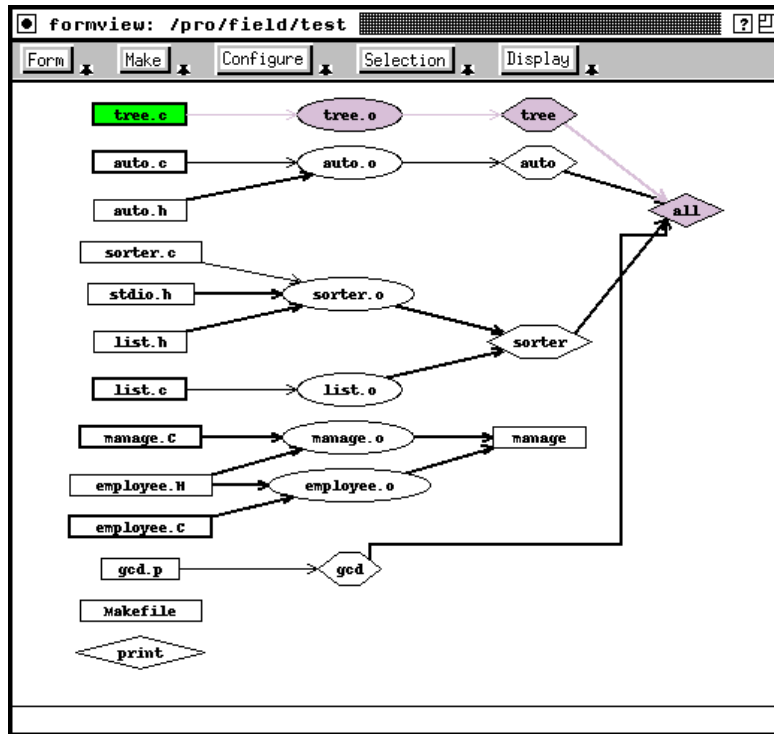 formview: /pro/field/test ?
Form Make Configure Selection Display
tree.c tree.o tree
auto.c auto.o auto
auto.h all
sorter.c
stdio.h sorter.o
list.h sorter
list.c list.o
manage.C manage.o manage
employee.H employee.o
employee.C
gcd.p gcd
Makefile
print